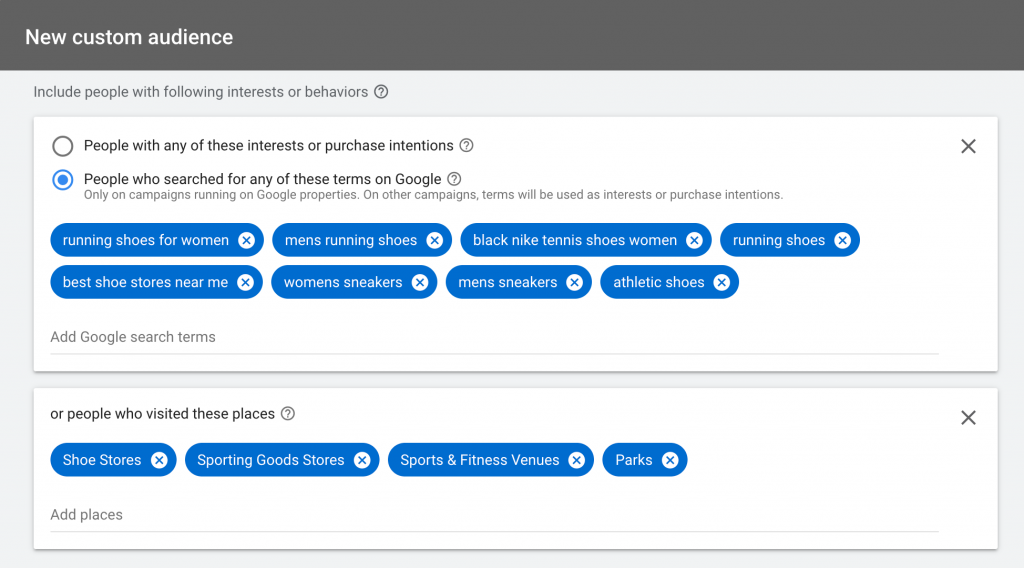 New custom audience
Include people with following interests or behaviors
People with any of these interests or purchase intentions
People who searched for any of these terms on Google
Only on campaigns running on Google properties. On other campaigns, terms will be used as interests or purchase intentions.
running shoes for women mens running shoes black nike tennis shoes women running shoes
best shoe stores near me womens sneakers mens sneakers athletic shoes
Add Google search terms
or people who visited these places
Shoe Stores Sporting Goods Stores Sports & Fitness Venues Parks
Add places